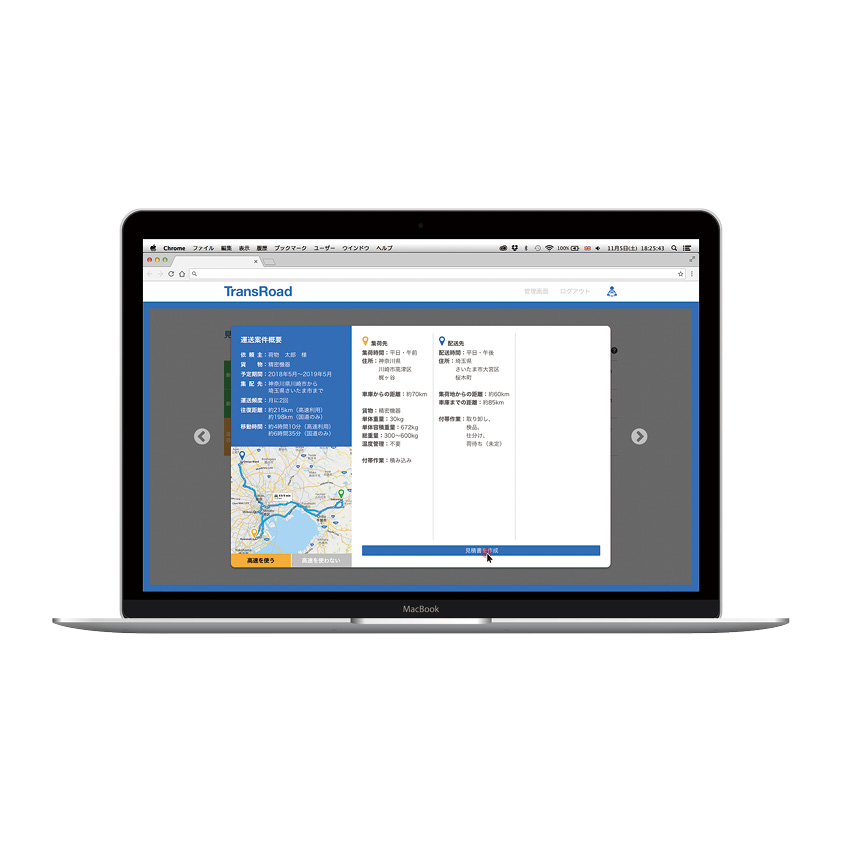 Chrome ファイル 編集 表示 履歴 ブックマーク ユーザー ウインドウ ヘルプ 100% 11月5日(土) 18:25:43
TransRoad 管理画面 ログアウト
見
運送案件概要
依頼主：荷物 太郎 様
貨物：精密機器
予定期間：2018年5月〜2019年5月
集配先：神奈川県川崎市から
埼玉県さいたま市まで
運送頻度：月に2回
往復距離：約215km（高速利用）
約198km（国道のみ）
移動時間：約4時間10分（高速利用）
約6時間35分（国道のみ）
高速を使う 高速を使わない
集荷先
集荷時間：平日・午前
住所：神奈川県
川崎市高津区
梶ヶ谷
車庫からの距離：約70km
貨物：精密機器
単体重量：30kg
単体容積重量：672kg
総重量：300〜600kg
温度管理：不要
付帯作業：積み込み
配送先
配送時間：平日・午後
住所：埼玉県
さいたま市大宮区
桜木町
集荷地からの距離：約60km
車庫までの距離：約85km
付帯作業：取り卸し、
検品、
仕分け、
荷待ち（未定）
見積書を作成
MacBook